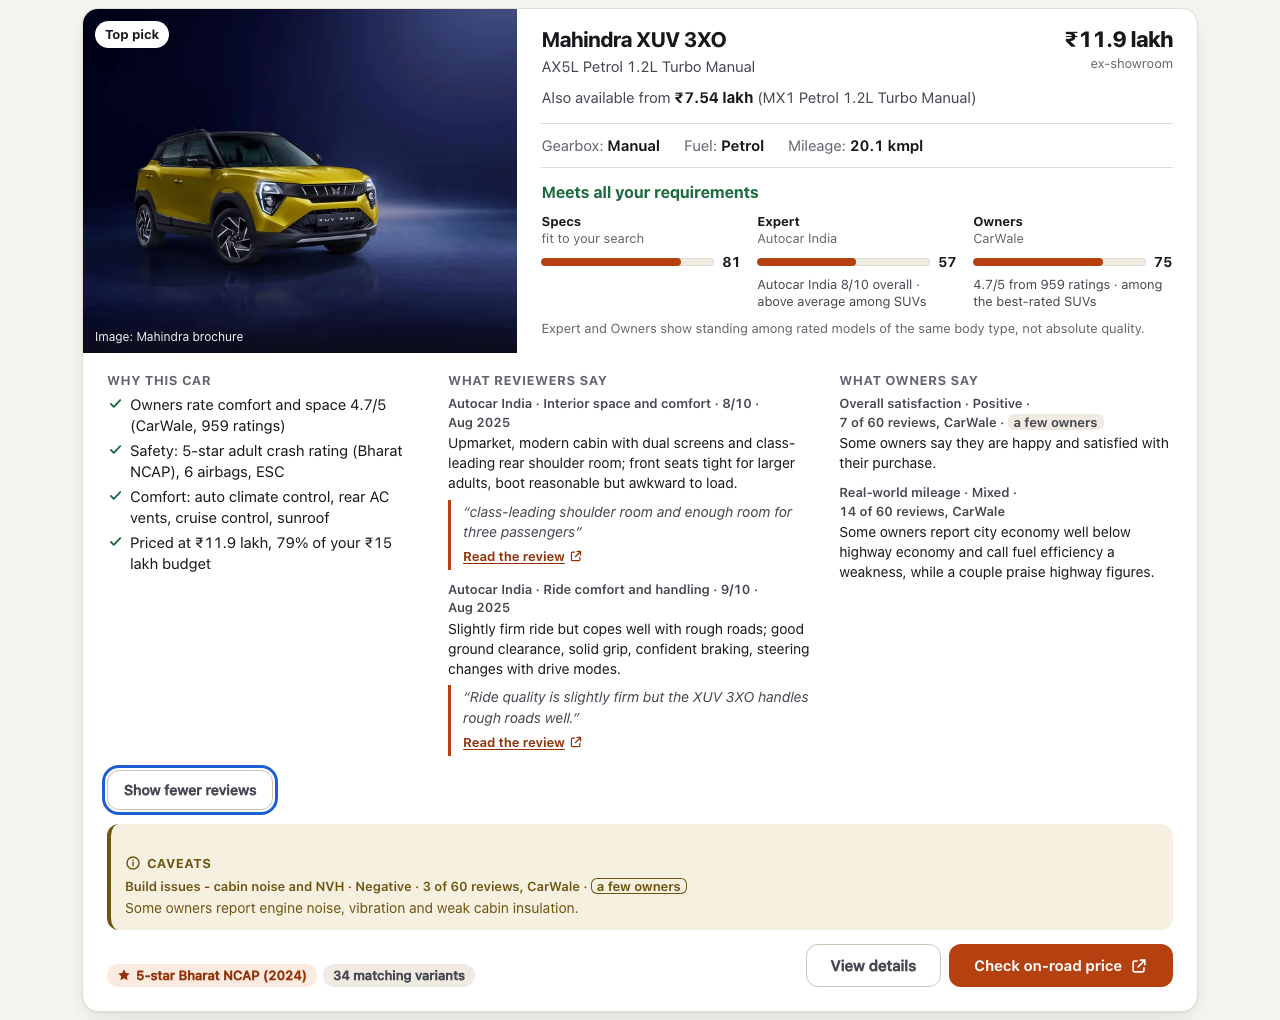 Top pick
Image: Mahindra brochure
Mahindra XUV 3XO
₹11.9 lakh
AX5L Petrol 1.2L Turbo Manual
ex-showroom
Also available from ₹7.54 lakh (MX1 Petrol 1.2L Turbo Manual)
Gearbox: Manual Fuel: Petrol Mileage: 20.1 kmpl
Meets all your requirements
Specs
fit to your search
81
Expert
Autocar India
57
Autocar India 8/10 overall ·
above average among SUVs
Owners
CarWale
75
4.7/5 from 959 ratings · among
the best-rated SUVs
Expert and Owners show standing among rated models of the same body type, not absolute quality.
WHY THIS CAR
Owners rate comfort and space 4.7/5
(CarWale, 959 ratings)
Safety: 5-star adult crash rating (Bharat
NCAP), 6 airbags, ESC
Comfort: auto climate control, rear AC
vents, cruise control, sunroof
Priced at ₹11.9 lakh, 79% of your ₹15
lakh budget
WHAT REVIEWERS SAY
Autocar India · Interior space and comfort · 8/10 ·
Aug 2025
Upmarket, modern cabin with dual screens and class-
leading rear shoulder room; front seats tight for larger
adults, boot reasonable but awkward to load.
“class-leading shoulder room and enough room for
three passengers”
Read the review
Autocar India · Ride comfort and handling · 9/10 ·
Aug 2025
Slightly firm ride but copes well with rough roads; good
ground clearance, solid grip, confident braking, steering
changes with drive modes.
“Ride quality is slightly firm but the XUV 3XO handles
rough roads well.”
Read the review
WHAT OWNERS SAY
Overall satisfaction · Positive ·
7 of 60 reviews, CarWale · a few owners
Some owners say they are happy and satisfied with
their purchase.
Real-world mileage · Mixed ·
14 of 60 reviews, CarWale
Some owners report city economy well below
highway economy and call fuel efficiency a
weakness, while a couple praise highway figures.
Show fewer reviews
CAVEATS
Build issues - cabin noise and NVH · Negative · 3 of 60 reviews, CarWale · a few owners
Some owners report engine noise, vibration and weak cabin insulation.
5-star Bharat NCAP (2024)
34 matching variants
View details
Check on-road price
XUV 3XO